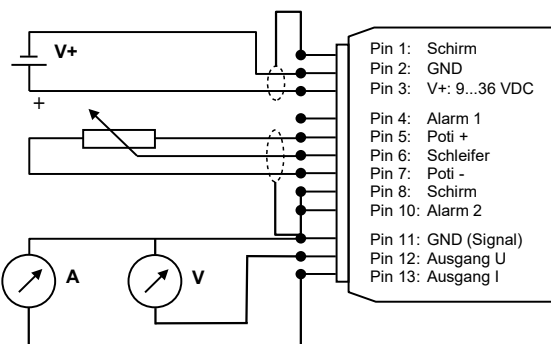 V+
+
A
V
Pin 1: Schirm
Pin 2: GND
Pin 3: V+: 9...36 VDC
Pin 4: Alarm 1
Pin 5: Poti +
Pin 6: Schleifer
Pin 7: Poti -
Pin 8: Schirm
Pin 10: Alarm 2
Pin 11: GND (Signal)
Pin 12: Ausgang U
Pin 13: Ausgang I